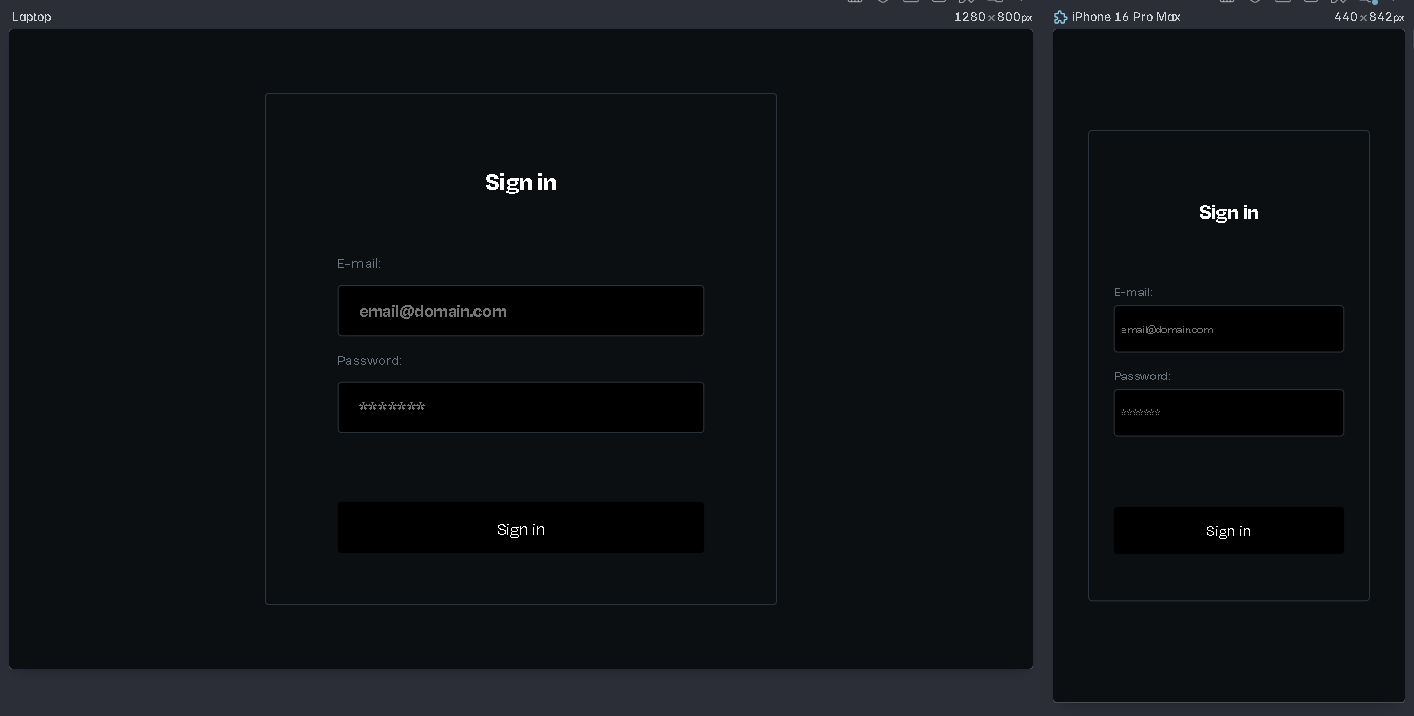 Laptop
1280×800px
Sign in
E-mail:
email@domain.com
Password:
*******
Sign in
iPhone 16 Pro Max
440×842px
Sign in
E-mail:
email@domain.com
Password:
*******
Sign in